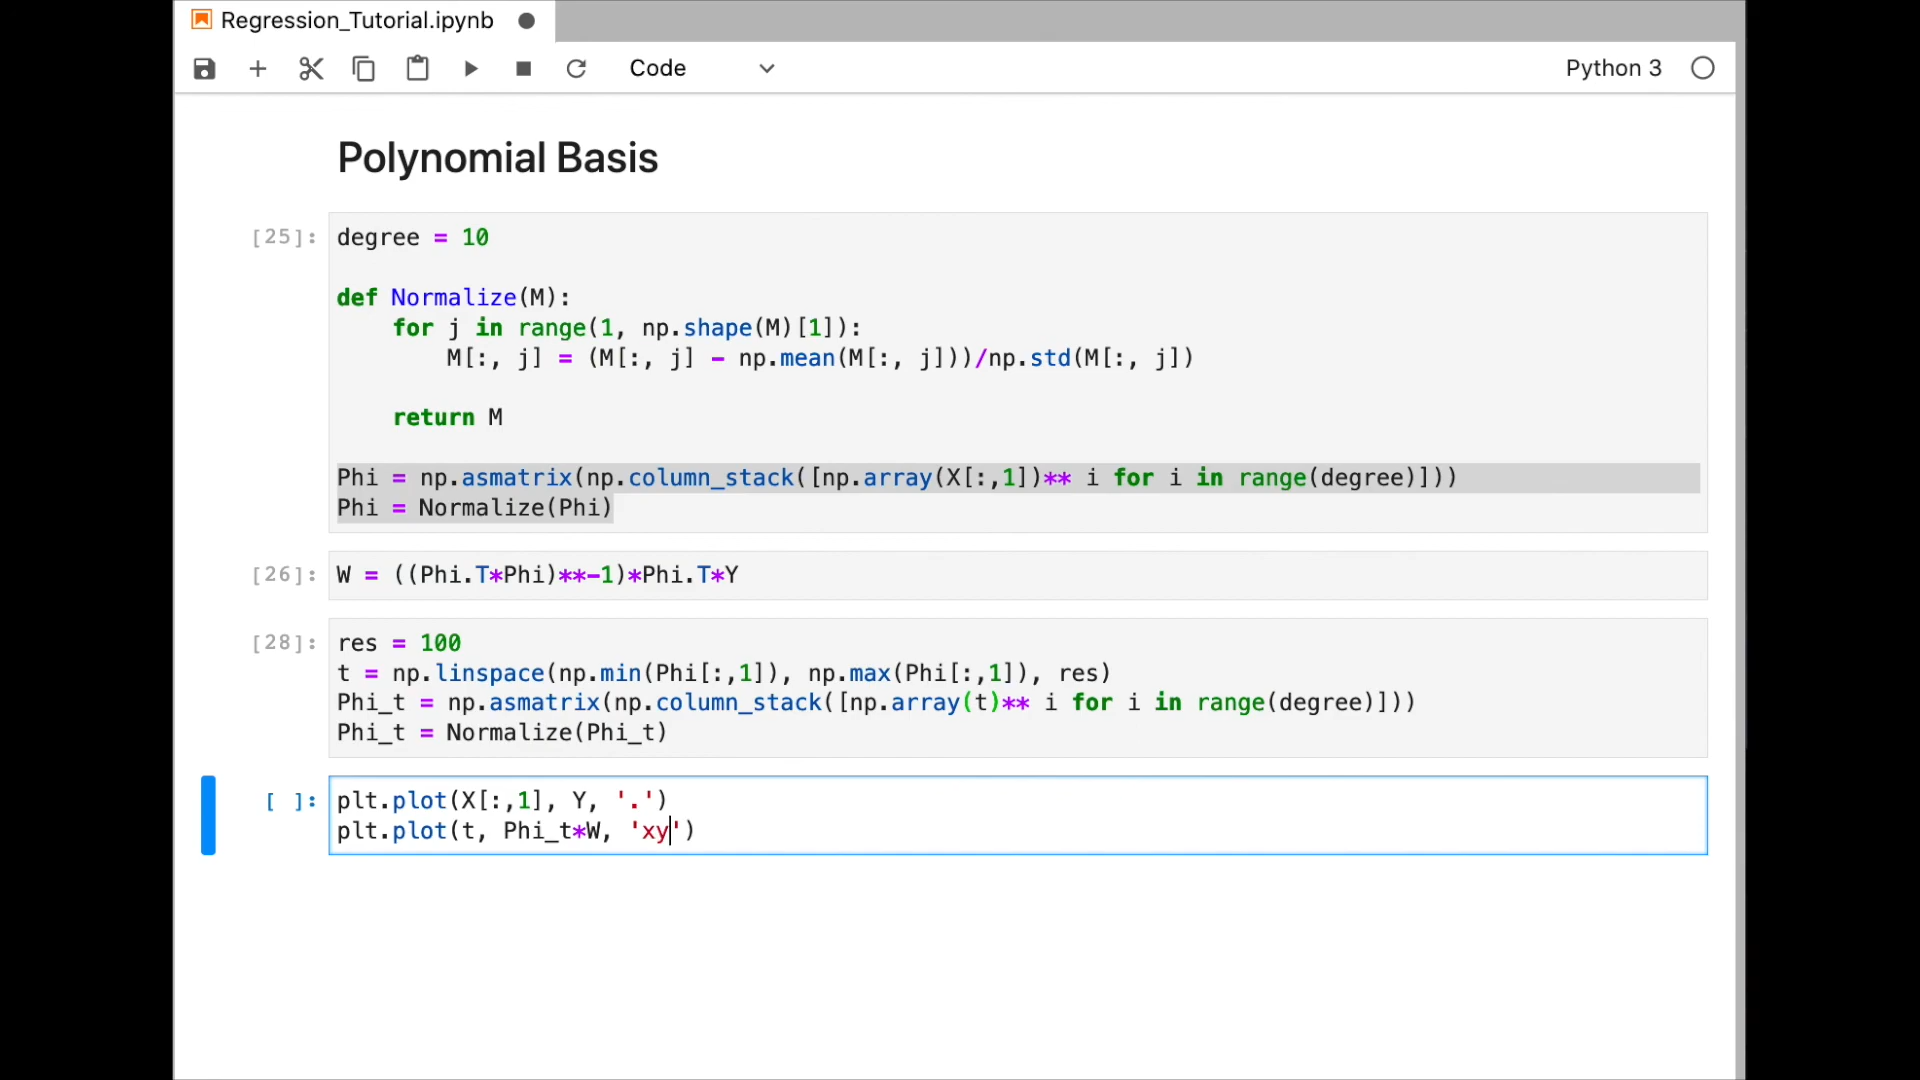 Regression_Tutorial.ipynb
Code
Python 3
Polynomial Basis
[25]:
degree = 10
def Normalize(M):
    for j in range(1, np.shape(M)[1]):
        M[:, j] = (M[:, j] - np.mean(M[:, j]))/np.std(M[:, j])
    return M
Phi = np.asmatrix(np.column_stack([np.array(X[:,1])** i for i in range(degree)]))
Phi = Normalize(Phi)
[26]:
W = ((Phi.T*Phi)**-1)*Phi.T*Y
[28]:
res = 100
t = np.linspace(np.min(Phi[:,1]), np.max(Phi[:,1]), res)
Phi_t = np.asmatrix(np.column_stack([np.array(t)** i for i in range(degree)]))
Phi_t = Normalize(Phi_t)
[ ]:
plt.plot(X[:,1], Y, '.')
plt.plot(t, Phi_t*W, 'xy')